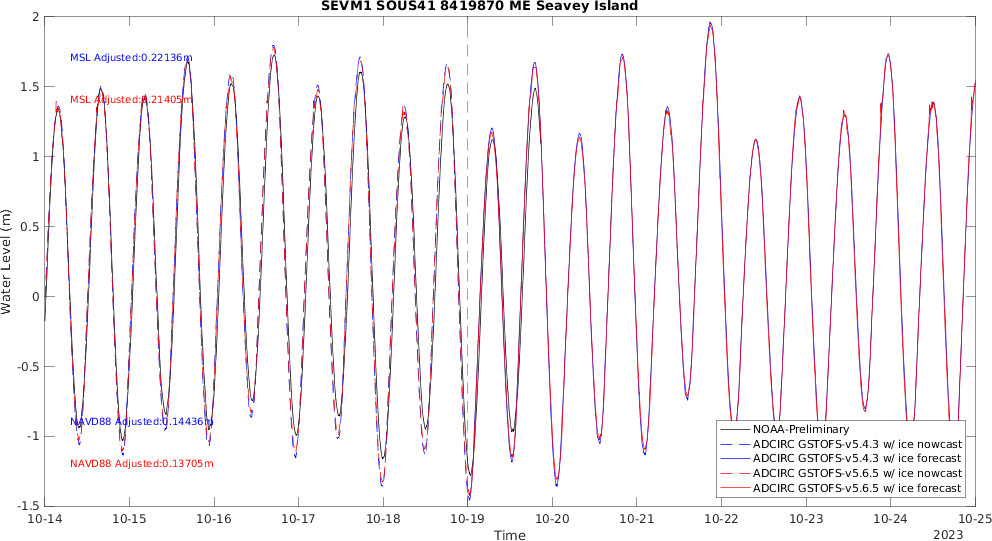 SEVM1 SOUS41 8419870 ME Seavey Island
2
1.5
1
0.5
0
-0.5
-1
-1.5
Water Level (m)
MSL Adjusted:0.22136m
MSL Adjusted:0.21405m
NAVD88 Adjusted:0.14436m
NAVD88 Adjusted:0.13705m
NOAA-Preliminary
ADCIRC GSTOFS-v5.4.3 w/ ice nowcast
ADCIRC GSTOFS-v5.4.3 w/ ice forecast
ADCIRC GSTOFS-v5.6.5 w/ ice nowcast
ADCIRC GSTOFS-v5.6.5 w/ ice forecast
10-14 10-15 10-16 10-17 10-18 10-19 10-20 10-21 10-22 10-23 10-24 10-25
Time
2023